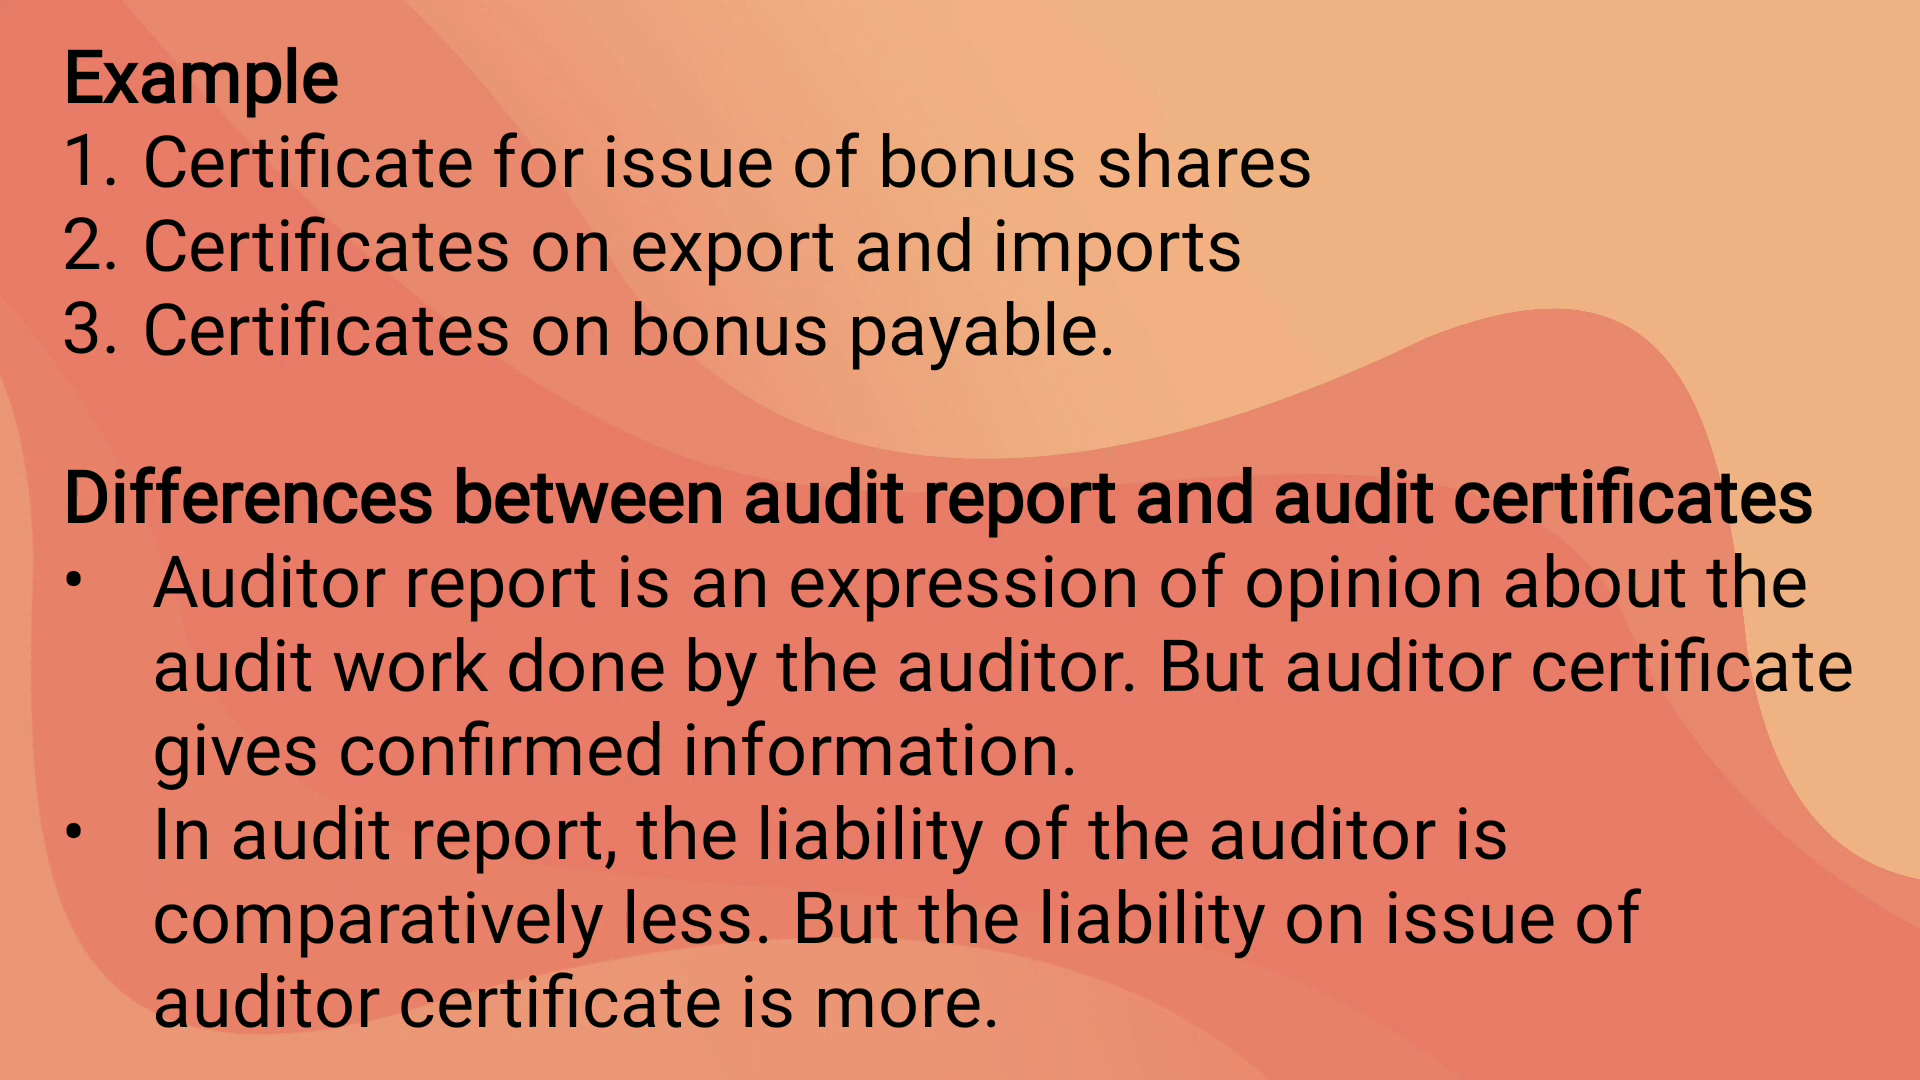 Example
1. Certificate for issue of bonus shares
2. Certificates on export and imports
3. Certificates on bonus payable.
Differences between audit report and audit certificates
• Auditor report is an expression of opinion about the
audit work done by the auditor. But auditor certificate
gives confirmed information.
• In audit report, the liability of the auditor is
comparatively less. But the liability on issue of
auditor certificate is more.